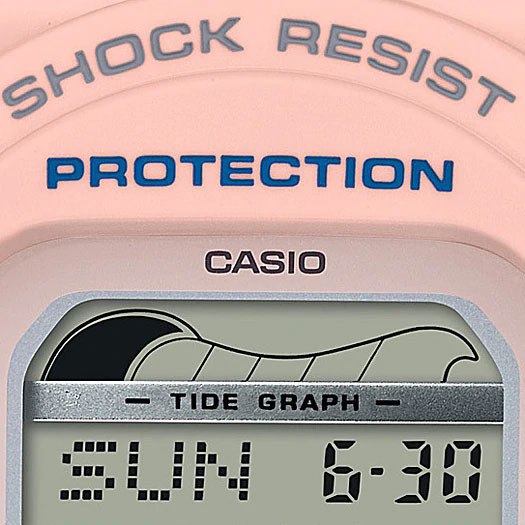 SHOCK RESIST
PROTECTION
CASIO
— TIDE GRAPH —
SUN 6-30